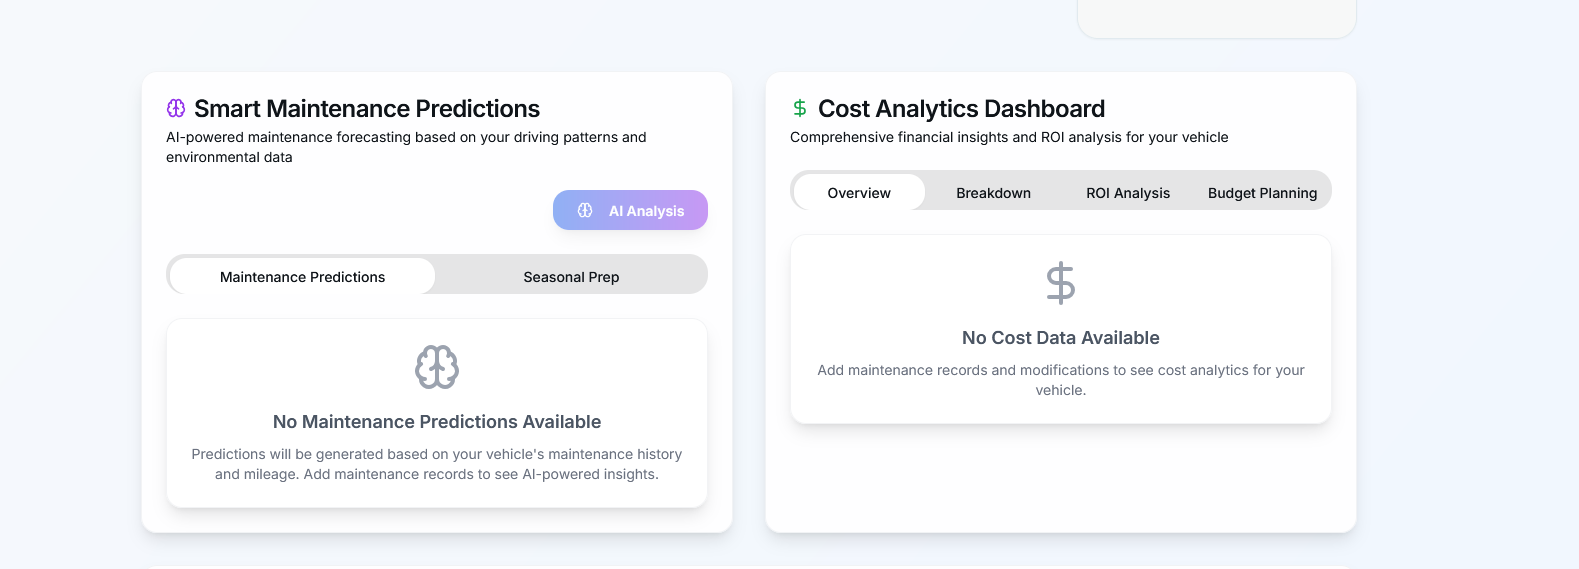 Smart Maintenance Predictions
AI-powered maintenance forecasting based on your driving patterns and
environmental data
AI Analysis
Maintenance Predictions
Seasonal Prep
No Maintenance Predictions Available
Predictions will be generated based on your vehicle's maintenance history
and mileage. Add maintenance records to see AI-powered insights.
Cost Analytics Dashboard
Comprehensive financial insights and ROI analysis for your vehicle
Overview
Breakdown
ROI Analysis
Budget Planning
No Cost Data Available
Add maintenance records and modifications to see cost analytics for your
vehicle.